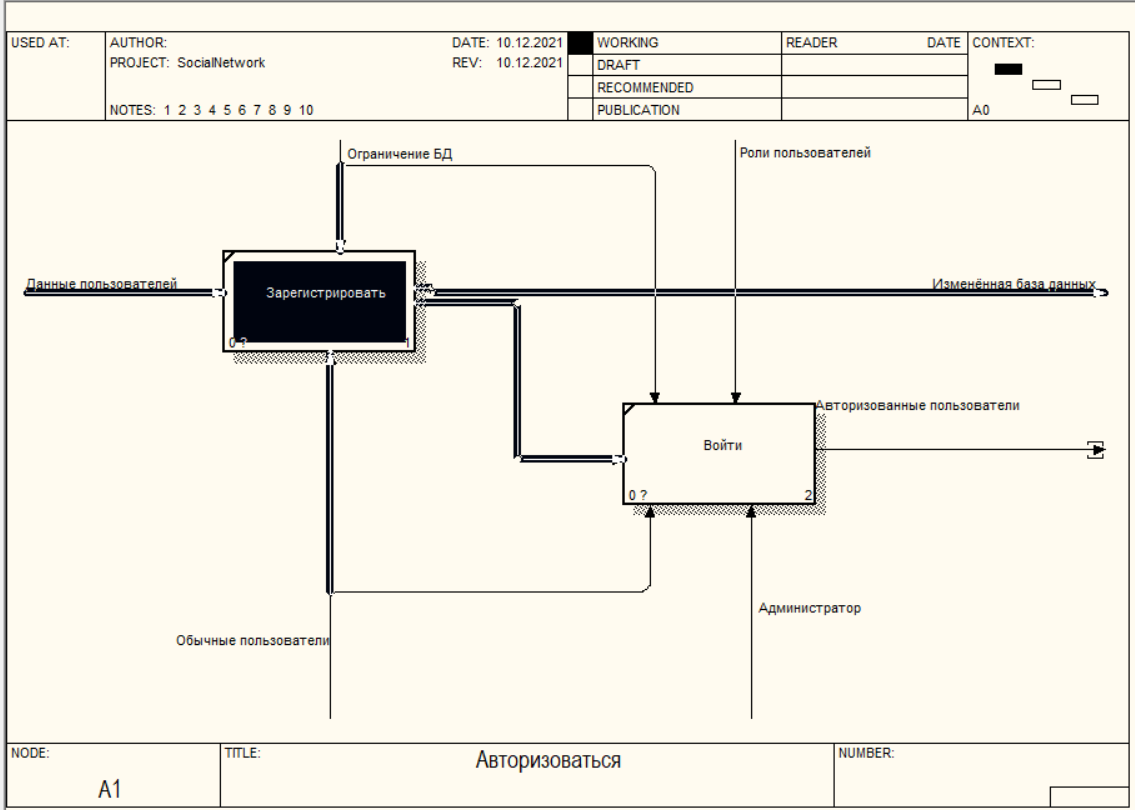 USED AT:
AUTHOR:
DATE: 10.12.2021
WORKING
READER
DATE
CONTEXT:
PROJECT: SocialNetwork
REV: 10.12.2021
DRAFT
RECOMMENDED
NOTES: 1 2 3 4 5 6 7 8 9 10
PUBLICATION
A0
Ограничение БД
Роли пользователей
Данные пользователей
Зарегистрировать
Изменённая база данных
0 ?
1
Авторизованные пользователи
Войти
0 ?
2
Администратор
Обычные пользователи
NODE:
TITLE:
Авторизоваться
NUMBER:
A1